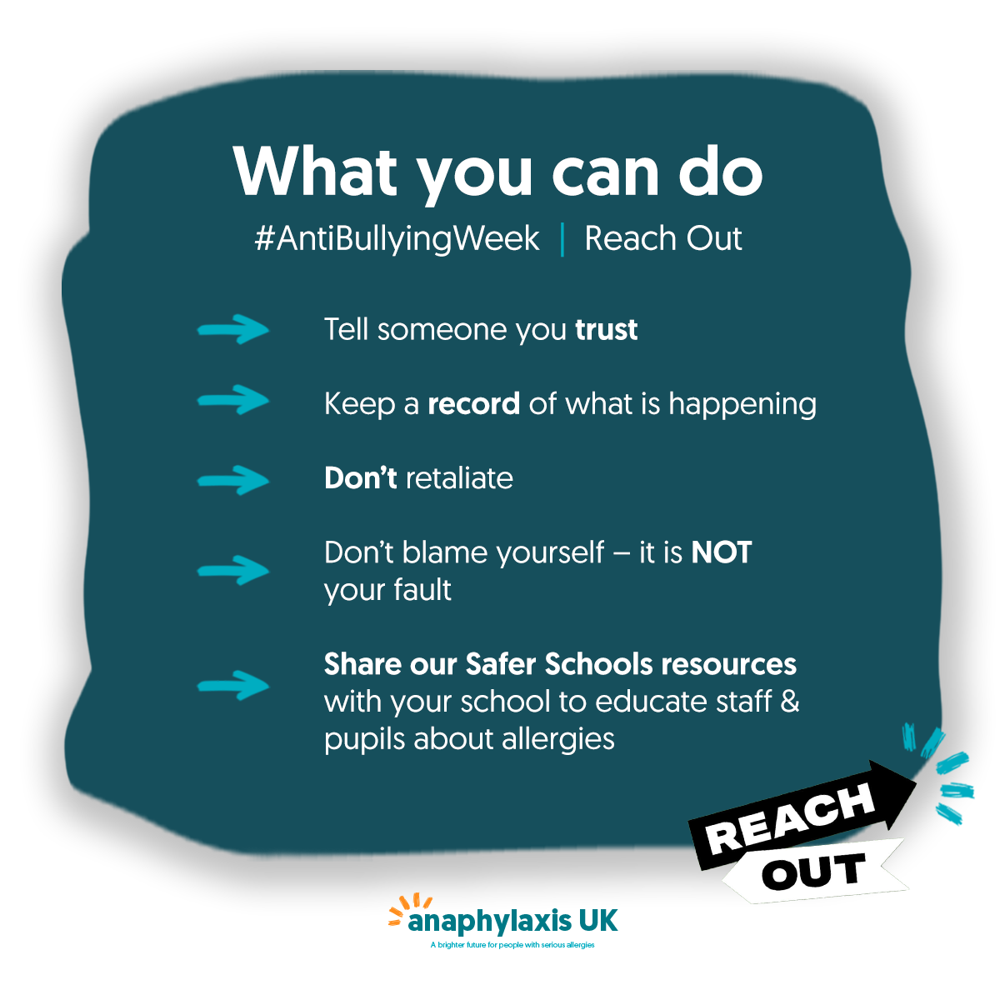 What you can do
#AntiBullyingWeek | Reach Out
Tell someone you trust
Keep a record of what is happening
Don’t retaliate
Don’t blame yourself – it is NOT
your fault
Share our Safer Schools resources
with your school to educate staff &
pupils about allergies
REACH
OUT
anaphylaxis UK
A brighter future for people with serious allergies